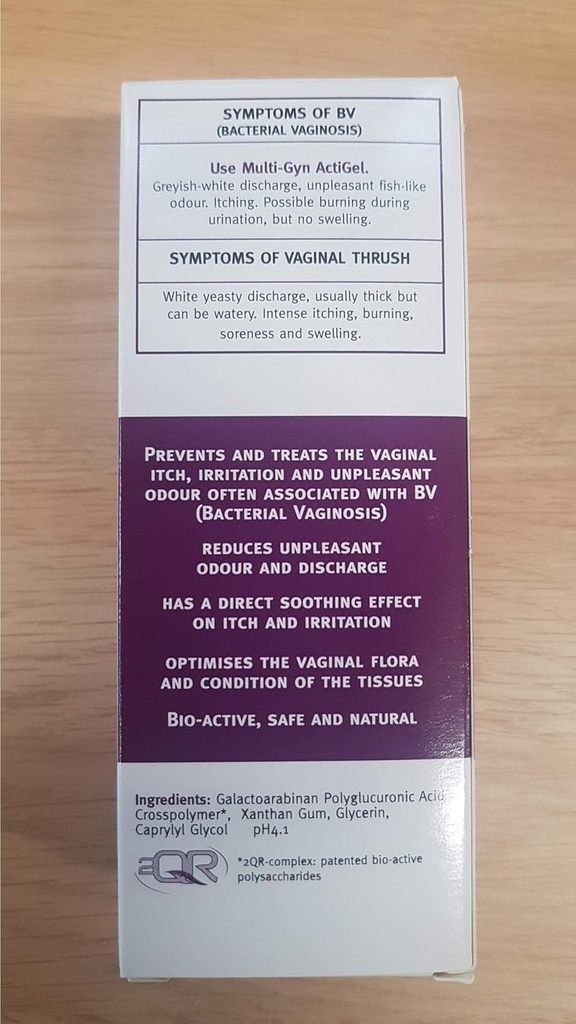 SYMPTOMS OF BV
(BACTERIAL VAGINOSIS)
Use Multi-Gyn ActiGel.
Greyish-white discharge, unpleasant fish-like
odour. Itching. Possible burning during
urination, but no swelling.
SYMPTOMS OF VAGINAL THRUSH
White yeasty discharge, usually thick but
can be watery. Intense itching, burning,
soreness and swelling.
PREVENTS AND TREATS THE VAGINAL
ITCH, IRRITATION AND UNPLEASANT
ODOUR OFTEN ASSOCIATED WITH BV
(BACTERIAL VAGINOSIS)
REDUCES UNPLEASANT
ODOUR AND DISCHARGE
HAS A DIRECT SOOTHING EFFECT
ON ITCH AND IRRITATION
OPTIMISES THE VAGINAL FLORA
AND CONDITION OF THE TISSUES
BIO-ACTIVE, SAFE AND NATURAL
Ingredients: Galactoarabinan Polyglucuronic Acid
Crosspolymer*, Xanthan Gum, Glycerin,
Caprylyl Glycol pH4.1
2QR
*2QR-complex: patented bio-active
polysaccharides